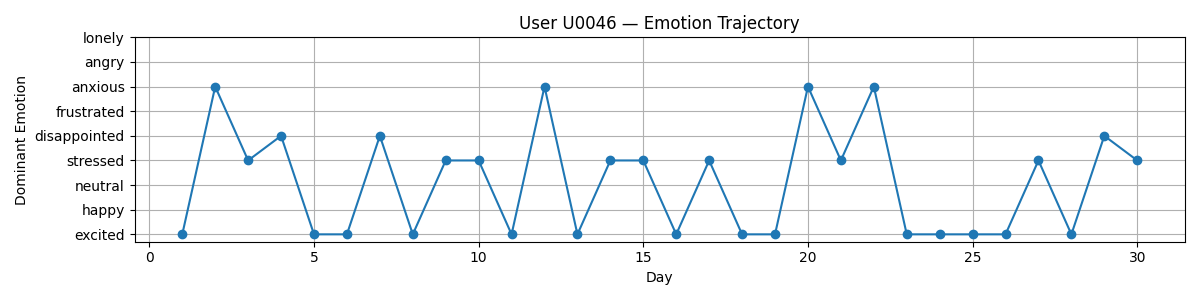 User U0046 — Emotion Trajectory
lonely
angry
anxious
frustrated
disappointed
stressed
neutral
happy
excited
Dominant Emotion
0 5 10 15 20 25 30
Day